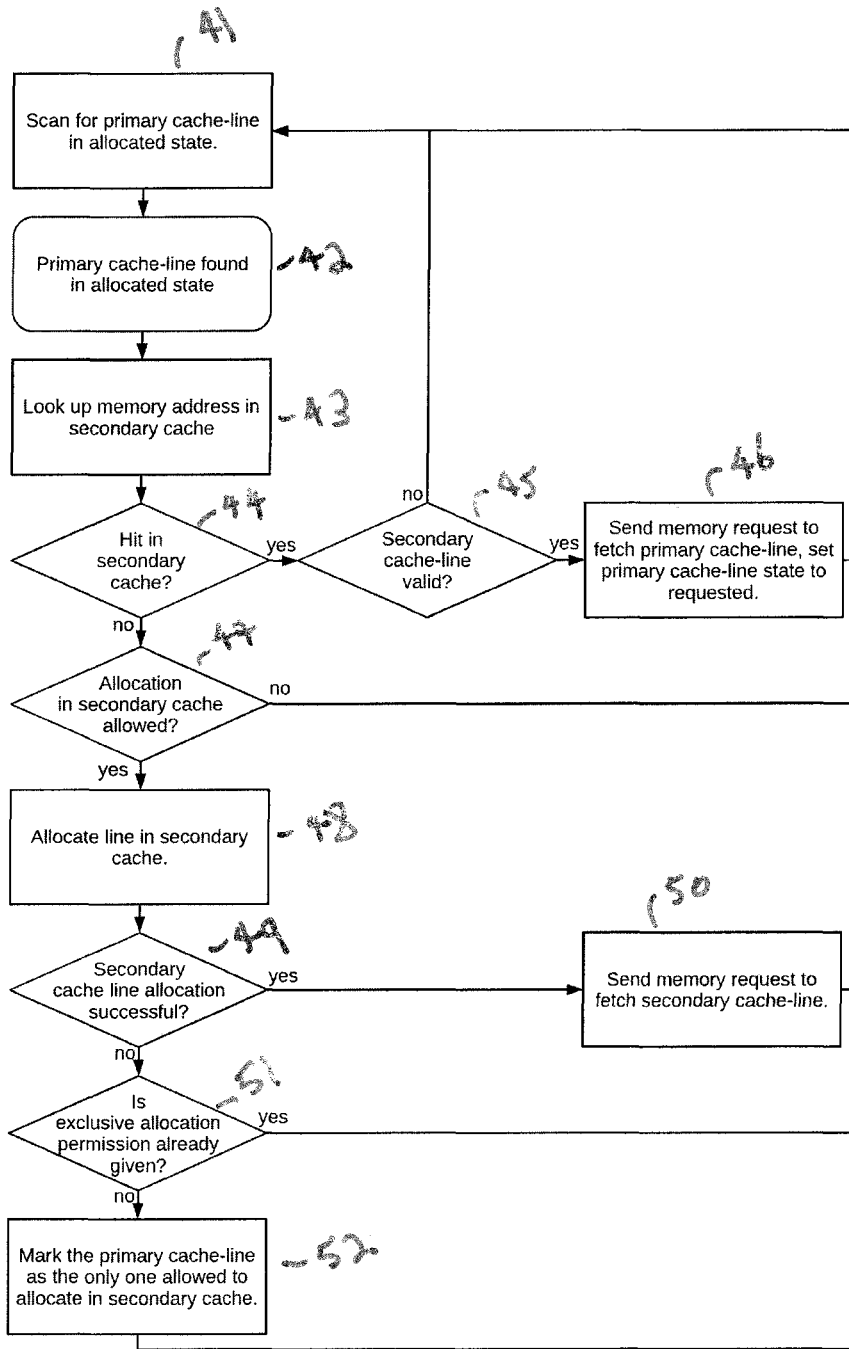 41
Scan for primary cache-line
in allocated state.
Primary cache-line found
in allocated state
-42
Look up memory address in
secondary cache
-43
44
Hit in
secondary
cache?
yes
no
no
45
Secondary
cache-line
valid?
yes
46
Send memory request to
fetch primary cache-line, set
primary cache-line state to
requested.
47
Allocation
in secondary cache
allowed?
no
yes
Allocate line in secondary
cache.
-48
-49
Secondary
cache line allocation
successful?
yes
no
50
Send memory request to
fetch secondary cache-line.
-51
Is
exclusive allocation
permission already
given?
yes
no
Mark the primary cache-line
as the only one allowed to
allocate in secondary cache.
-52